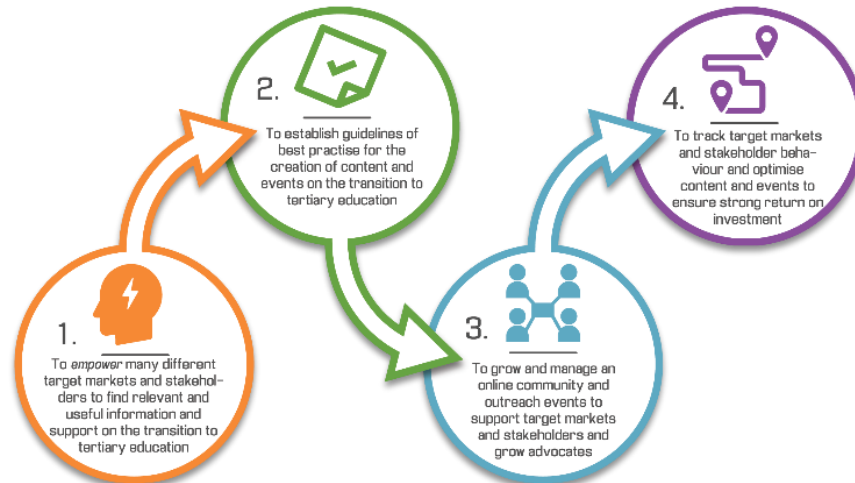 1.
To empower many different
target markets and stakehol-
ders to find relevant and
useful information and
support on the transition to
tertiary education
2.
To establish guidelines of
best practise for the
creation of content and
events on the transition to
tertiary education
3.
To grow and manage an
online community and
outreach events to
support target markets
and stakeholders and
grow advocates
4.
To track target markets
and stakeholder beha-
viour and optimise
content and events to
ensure strong return on
investment